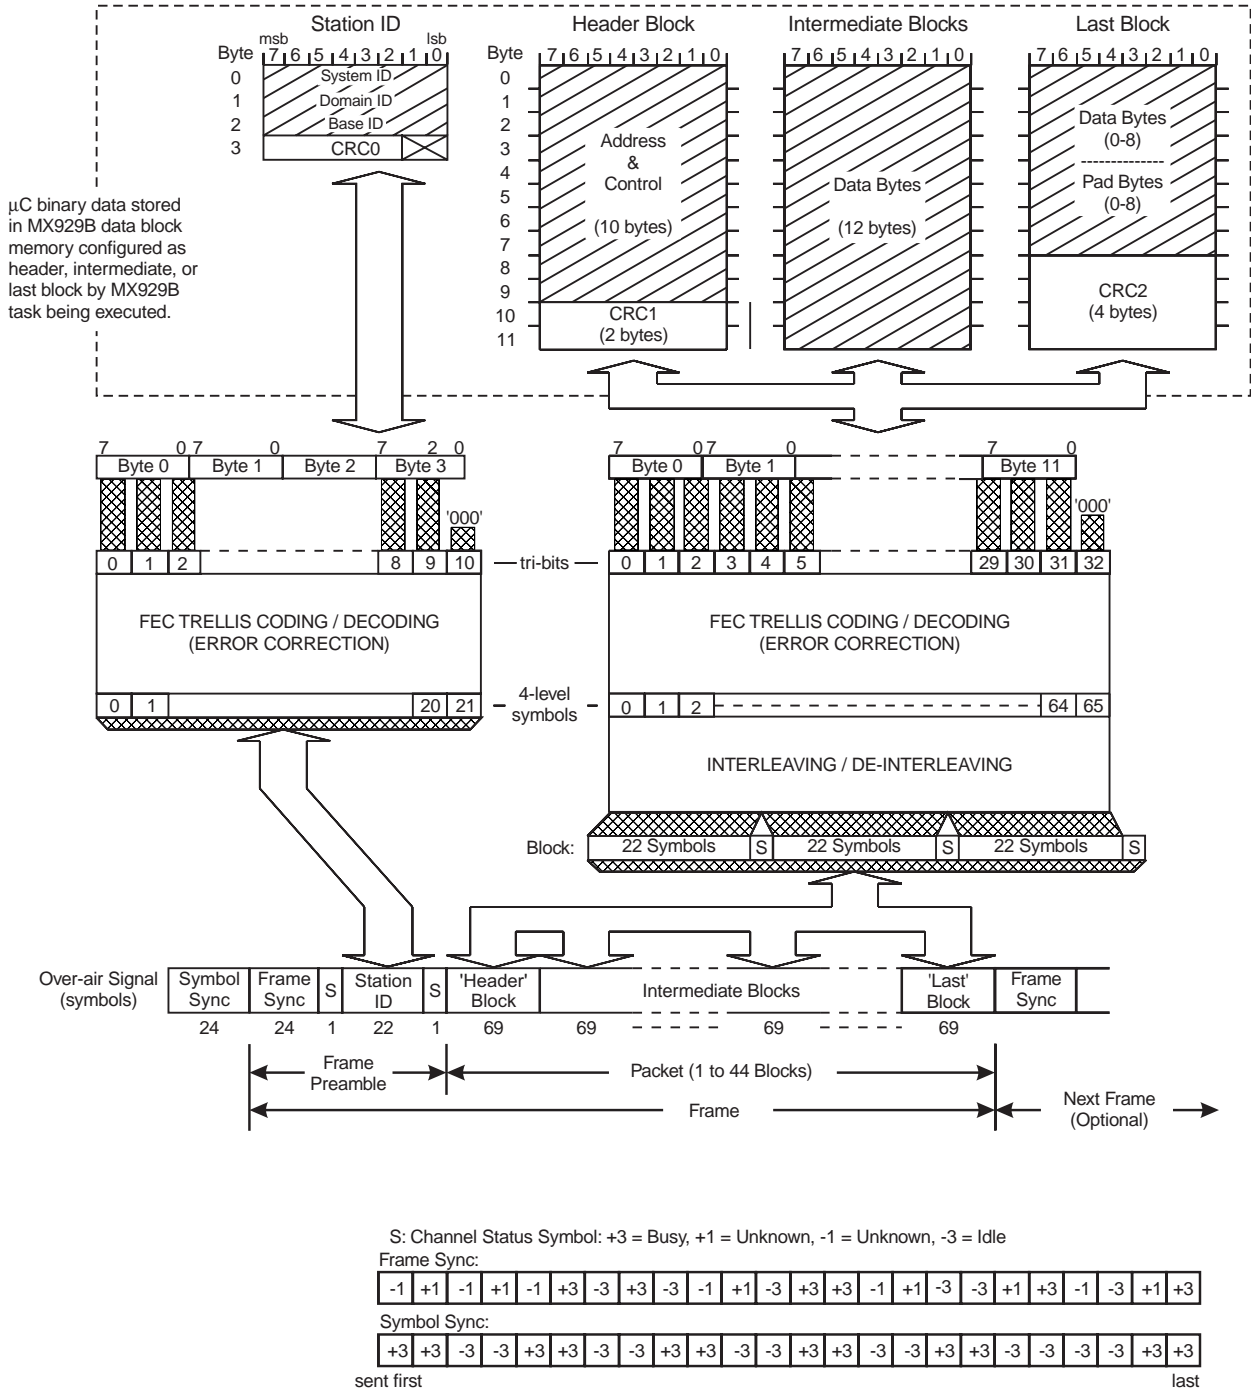 Station ID Header Block Intermediate Blocks Last Block
msb lsb
Byte 7 6 5 4 3 2 1 0 Byte 7 6 5 4 3 2 1 0 7 6 5 4 3 2 1 0 7 6 5 4 3 2 1 0
0 System ID
1 Domain ID
2 Base ID
3 CRC0
0
1
2
3
4
5
6
7
8
9
10
11
Address
&
Control
(10 bytes)
CRC1
(2 bytes)
Data Bytes
(12 bytes)
Data Bytes
(0-8)
Pad Bytes
(0-8)
CRC2
(4 bytes)
μC binary data stored
in MX929B data block
memory configured as
header, intermediate, or
last block by MX929B
task being executed.
7 0 7 0 7 2 0
Byte 0 Byte 1 Byte 2 Byte 3
'000'
0 1 2 8 9 10
FEC TRELLIS CODING / DECODING
(ERROR CORRECTION)
0 1 20 21
7 0 7 0 7 0
Byte 0 Byte 1 Byte 11
'000'
tri-bits
0 1 2 3 4 5 29 30 31 32
FEC TRELLIS CODING / DECODING
(ERROR CORRECTION)
4-level
symbols
0 1 2 64 65
INTERLEAVING / DE-INTERLEAVING
Block: 22 Symbols S 22 Symbols S 22 Symbols S
Over-air Signal
(symbols)
Symbol
Sync
Frame
Sync
S
Station
ID
S
'Header'
Block
Intermediate Blocks
'Last'
Block
Frame
Sync
24 24 1 22 1 69 69 69 69
Frame
Preamble
Packet (1 to 44 Blocks)
Frame
Next Frame
(Optional)
S: Channel Status Symbol: +3 = Busy, +1 = Unknown, -1 = Unknown, -3 = Idle
Frame Sync:
-1 +1 -1 +1 -1 +3 -3 +3 -3 -1 +1 -3 +3 +3 -1 +1 -3 -3 +1 +3 -1 -3 +1 +3
Symbol Sync:
+3 +3 -3 -3 +3 +3 -3 -3 +3 +3 -3 -3 +3 +3 -3 -3 +3 +3 -3 -3 -3 -3 +3 +3
sent first last